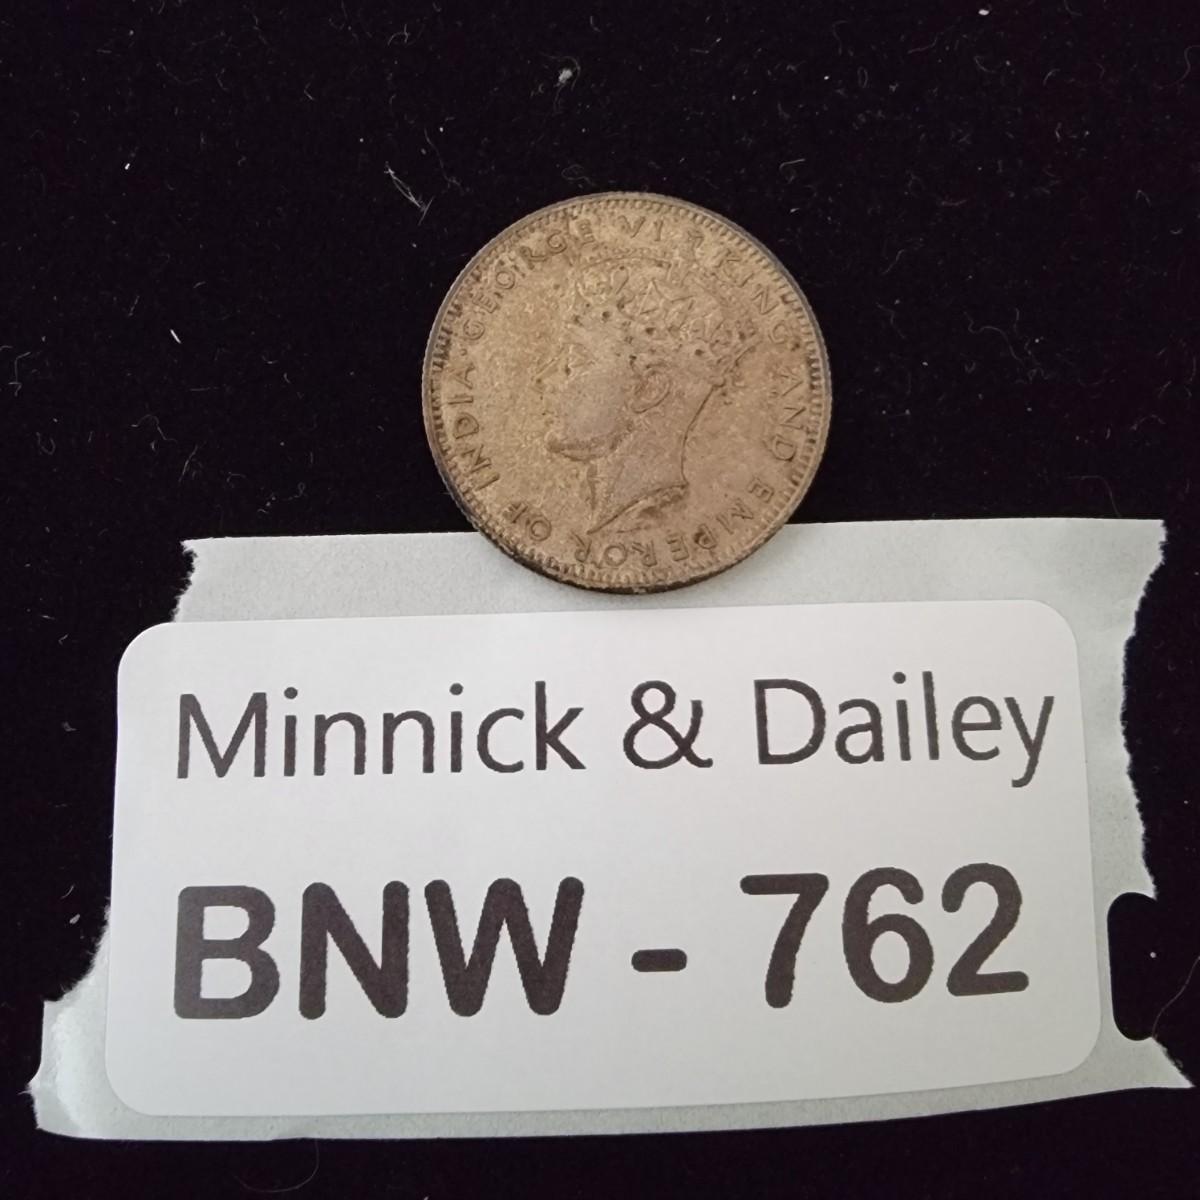 GEORGE VI KING AND EMPEROR OF INDIA
Minnick & Dailey
BNW - 762